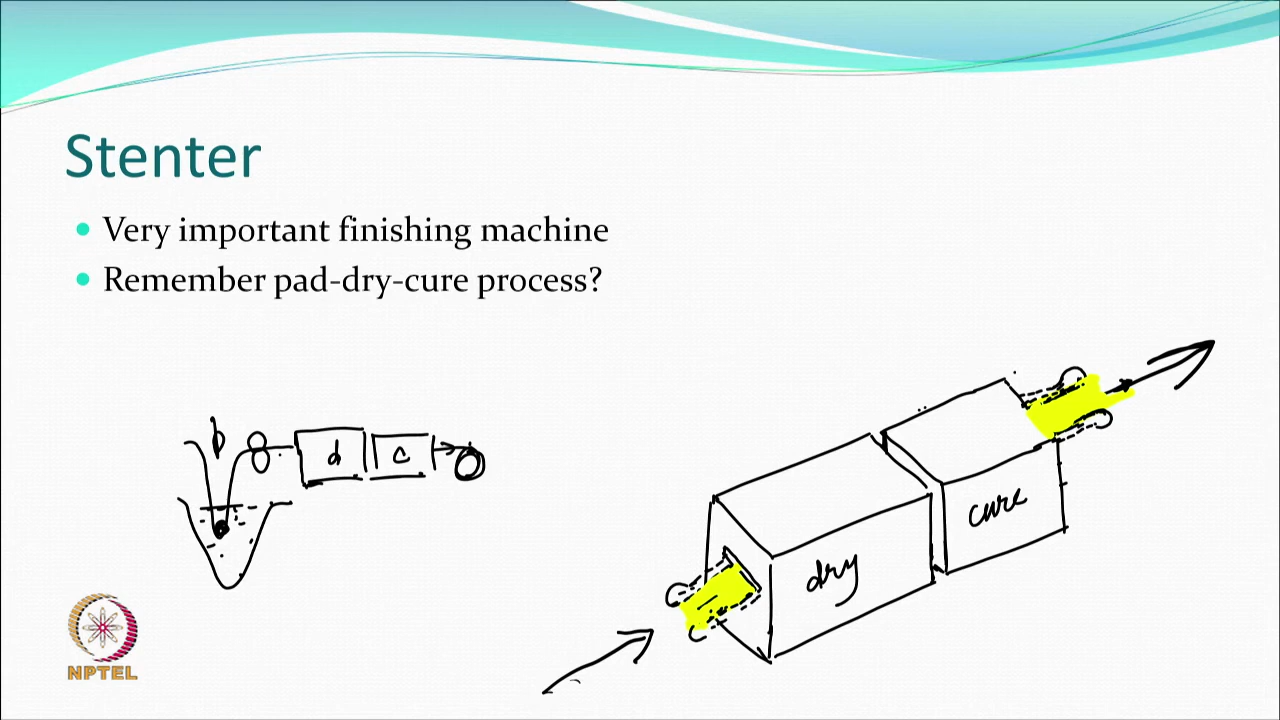 Stenter
Very important finishing machine
Remember pad-dry-cure process?
p
d
c
dry
cure
NPTEL